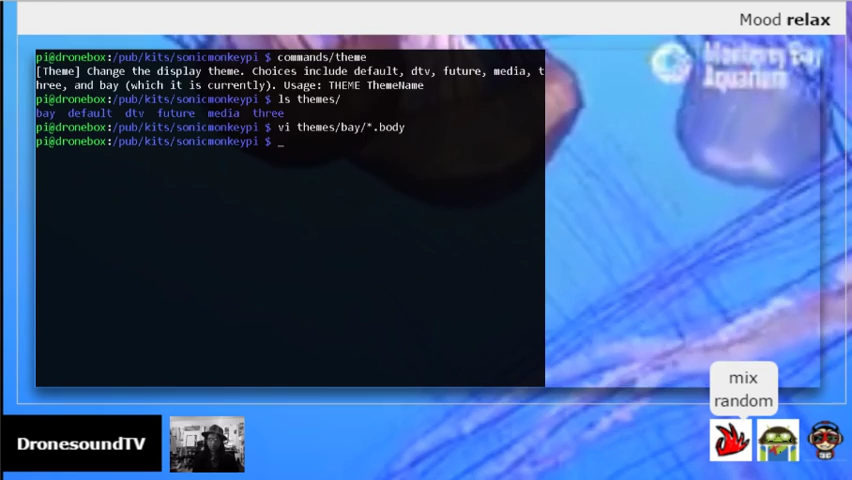 Mood relax
Monterey Bay
Aquarium
pi@dronebox:/pub/kits/sonicmonkeypi $ commands/theme
[Theme] Change the display theme. Choices include default, dtv, future, media, t
hree, and bay (which it is currently). Usage: THEME ThemeName
pi@dronebox:/pub/kits/sonicmonkeypi $ ls themes/
bay default dtv future media three
pi@dronebox:/pub/kits/sonicmonkeypi $ vi themes/bay/*.body
pi@dronebox:/pub/kits/sonicmonkeypi $ _
mix
random
DronesoundTV